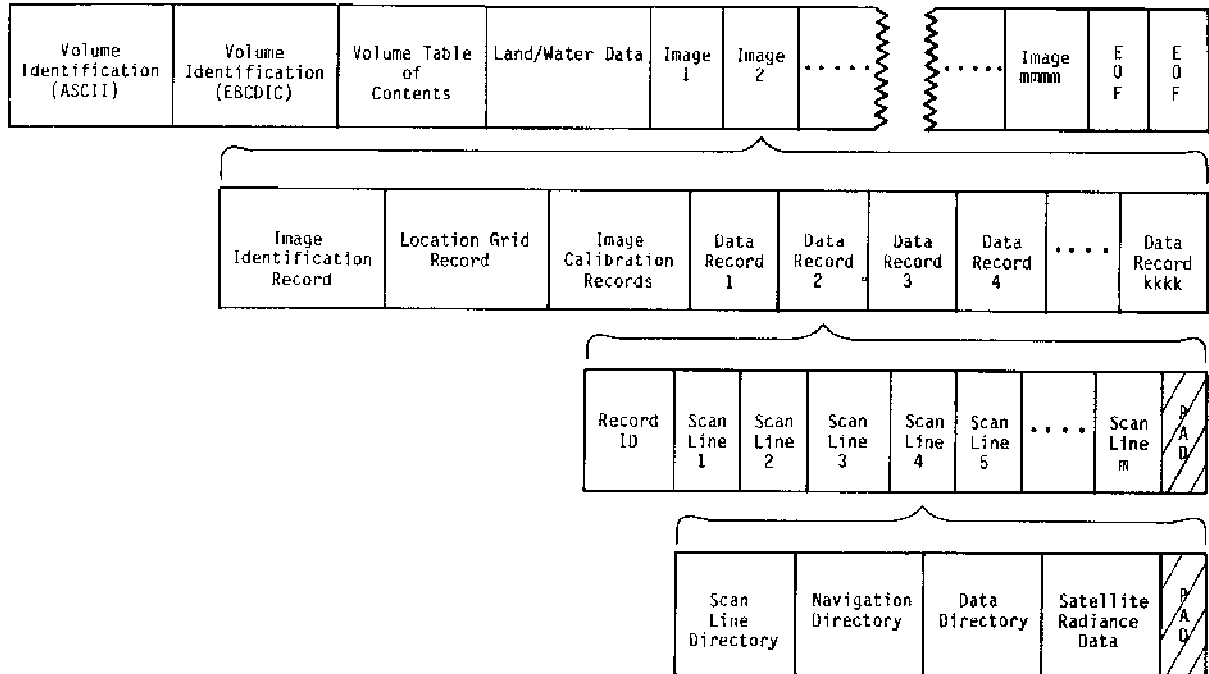 Volume
Identification
(ASCII)
Volume
Identification
(EBCDIC)
Volume Table
of
Contents
Land/Water Data
Image
1
Image
2
.....
.....
Image
mmmm
E
O
F
E
O
F
Image
Identification
Record
Location Grid
Record
Image
Calibration
Records
Data
Record
1
Data
Record
2
Data
Record
3
Data
Record
4
....
Data
Record
kkkk
Record
ID
Scan
Line
1
Scan
Line
2
Scan
Line
3
Scan
Line
4
Scan
Line
5
....
Scan
Line
m
P
A
D
Scan
Line
Directory
Navigation
Directory
Data
Directory
Satellite
Radiance
Data
P
A
D